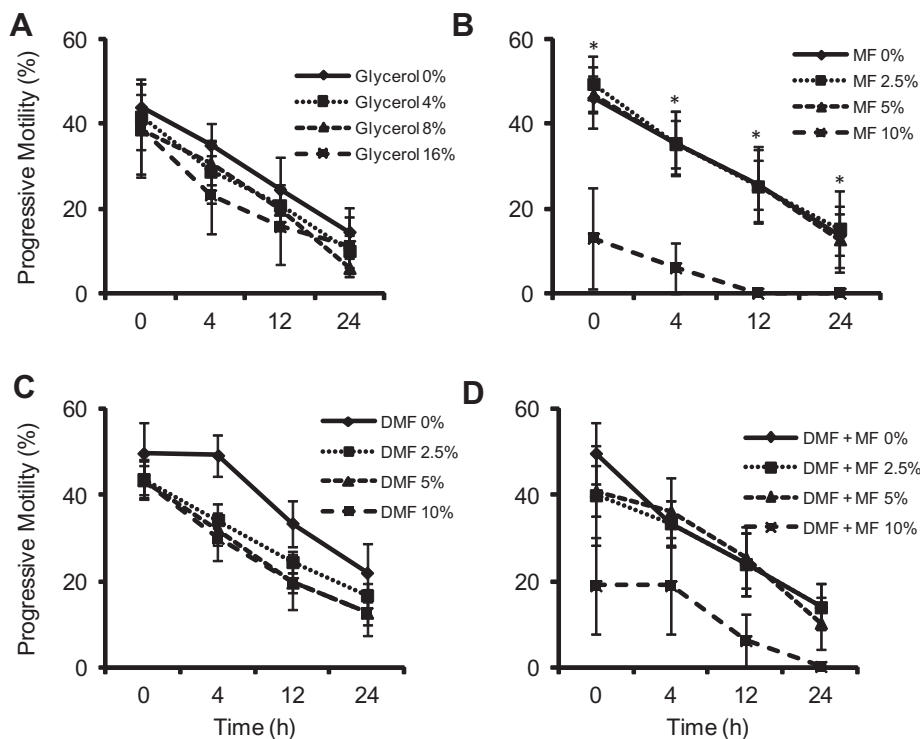 A
Progressive Motility (%)
60
40
20
0
0 4 12 24
Glycerol 0%
Glycerol 4%
Glycerol 8%
Glycerol 16%
B
60
40
20
0
0 4 12 24
* * * *
MF 0%
MF 2.5%
MF 5%
MF 10%
C
Progressive Motility (%)
60
40
20
0
0 4 12 24
Time (h)
DMF 0%
DMF 2.5%
DMF 5%
DMF 10%
D
60
40
20
0
0 4 12 24
Time (h)
DMF + MF 0%
DMF + MF 2.5%
DMF + MF 5%
DMF + MF 10%